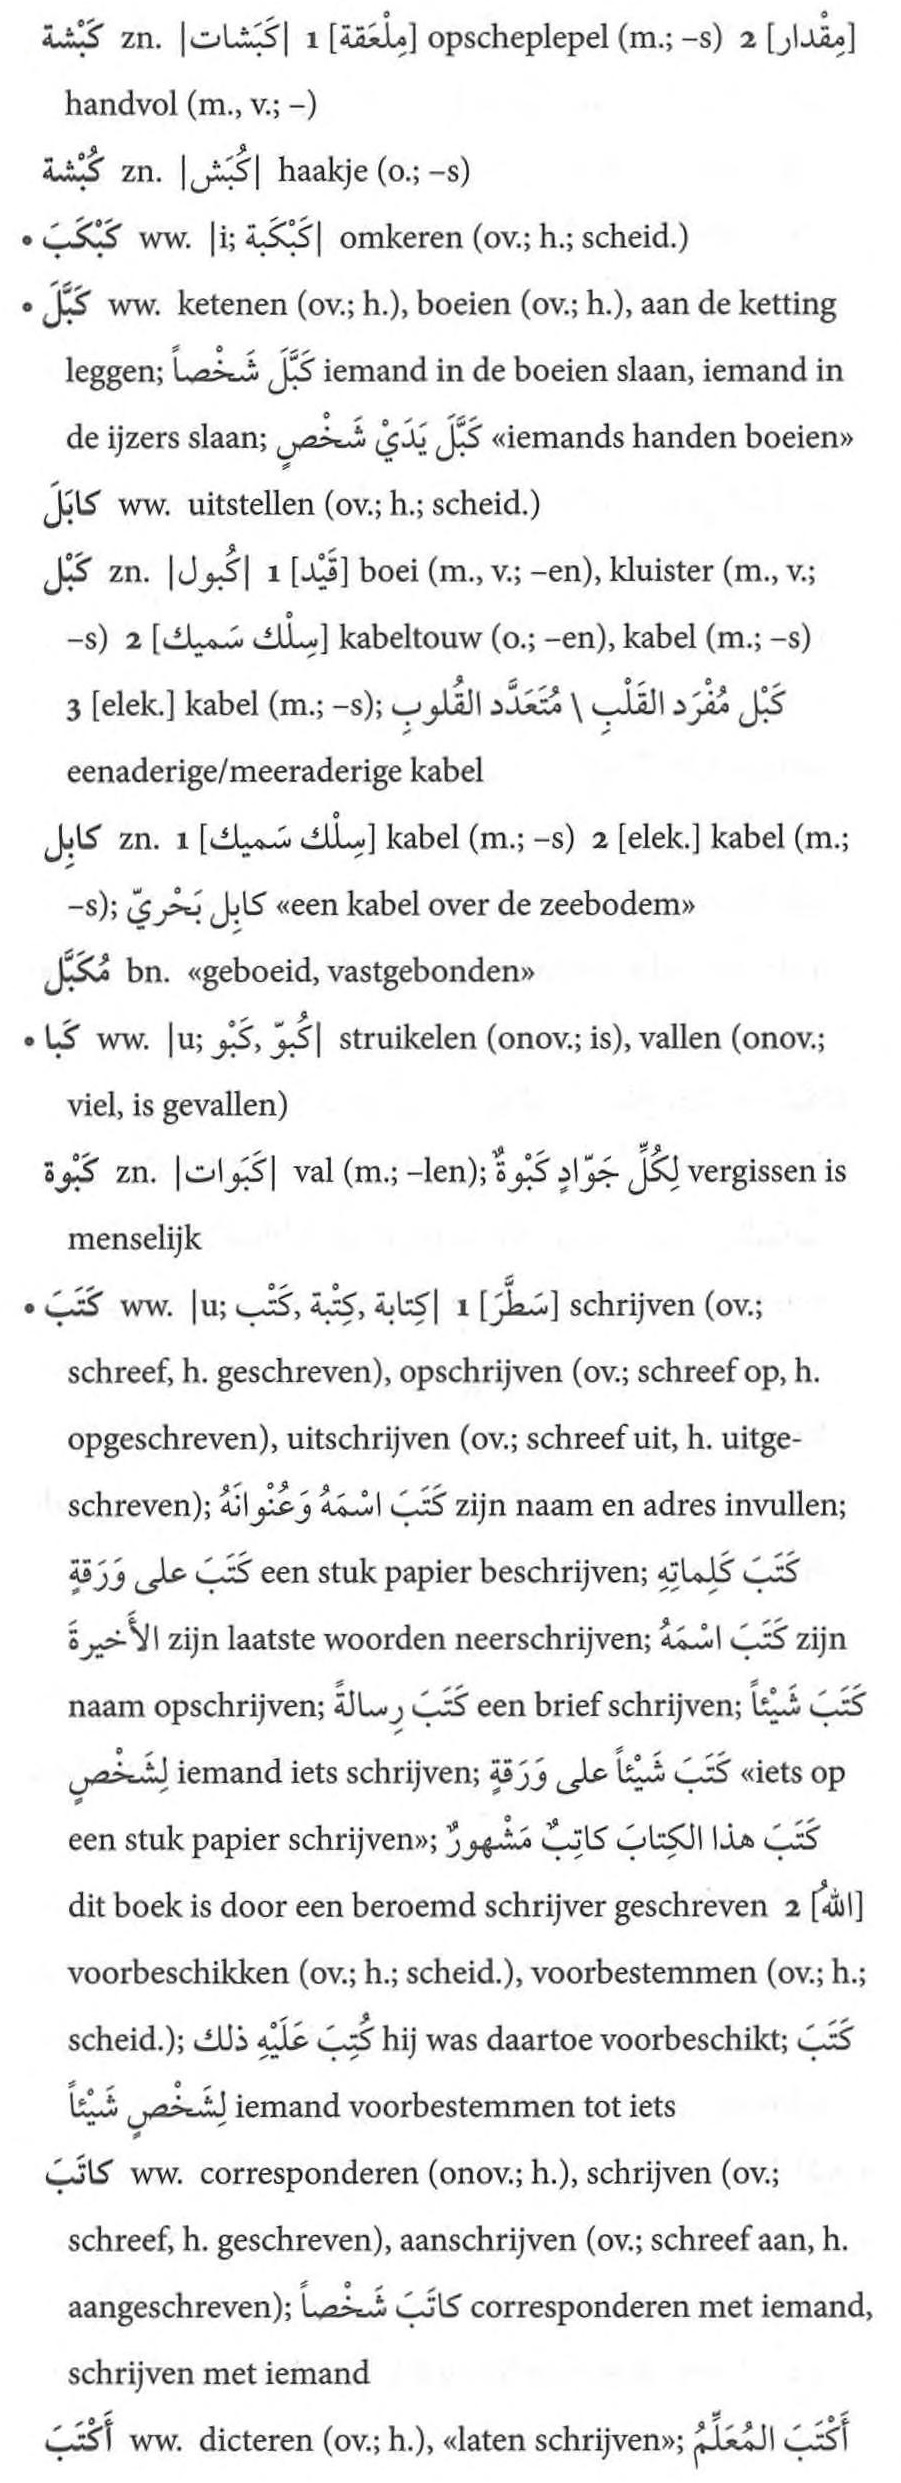 كَبْشة zn. |كَبَشات| 1 [مِلْعَقة] opscheplepel (m.; –s) 2 [مِقْدار]
handvol (m., v.; –)
كُبْشة zn. |كُبَش| haakje (o.; –s)
• كَبْكَبَ ww. |i; كَبْكَبة| omkeren (ov.; h.; scheid.)
• كَبَّلَ ww. ketenen (ov.; h.), boeien (ov.; h.), aan de ketting
leggen; كَبَّلَ شَخْصاً iemand in de boeien slaan, iemand in
de ijzers slaan; كَبَّلَ يَدَيْ شَخْصٍ «iemands handen boeien»
كابَلَ ww. uitstellen (ov.; h.; scheid.)
كَبْل zn. |كُبول| 1 [قَيْد] boei (m., v.; –en), kluister (m., v.;
–s) 2 [سِلْك سَميك] kabeltouw (o.; –en), kabel (m.; –s)
3 [elek.] kabel (m.; –s); كَبْل مُفْرَد القَلْبِ \ مُتَعَدَّد القُلوبِ
eenaderige/meeraderige kabel
كابِل zn. 1 [سِلْك سَميك] kabel (m.; –s) 2 [elek.] kabel (m.;
–s); كابِل بَحْريّ «een kabel over de zeebodem»
مُكَبَّل bn. «geboeid, vastgebonden»
• كَبا ww. |u; كَبْو, كُبوّ| struikelen (onov.; is), vallen (onov.;
viel, is gevallen)
كَبْوة zn. |كَبَوات| val (m.; –len); لِكُلِّ جَوّادٍ كَبْوةٌ vergissen is
menselijk
• كَتَبَ ww. |u; كَتْب, كِتْبة, كِتابة| 1 [سَطَّرَ] schrijven (ov.;
schreef, h. geschreven), opschrijven (ov.; schreef op, h.
opgeschreven), uitschrijven (ov.; schreef uit, h. uitge-
schreven); كَتَبَ اسْمَهُ وَعُنْوانَهُ zijn naam en adres invullen;
كَتَبَ على وَرَقةٍ een stuk papier beschrijven; كَتَبَ كَلِماتِهِ
الأَخيرةَ zijn laatste woorden neerschrijven; كَتَبَ اسْمَهُ zijn
naam opschrijven; كَتَبَ رِسالةً een brief schrijven; كَتَبَ شَيْئاً
لِشَخْصٍ iemand iets schrijven; كَتَبَ شَيْئاً على وَرَقةٍ «iets op
een stuk papier schrijven»; كَتَبَ هذا الكِتابَ كاتِبٌ مَشْهورٌ
dit boek is door een beroemd schrijver geschreven 2 [اللهُ]
voorbeschikken (ov.; h.; scheid.), voorbestemmen (ov.; h.;
scheid.); كُتِبَ عَلَيْهِ ذلك hij was daartoe voorbeschikt; كَتَبَ
لِشَخْصٍ شَيْئاً iemand voorbestemmen tot iets
كاتَبَ ww. corresponderen (onov.; h.), schrijven (ov.;
schreef, h. geschreven), aanschrijven (ov.; schreef aan, h.
aangeschreven); كاتَبَ شَخْصاً corresponderen met iemand,
schrijven met iemand
أَكْتَبَ ww. dicteren (ov.; h.), «laten schrijven»; أَكْتَبَ المُعَلِّمُ